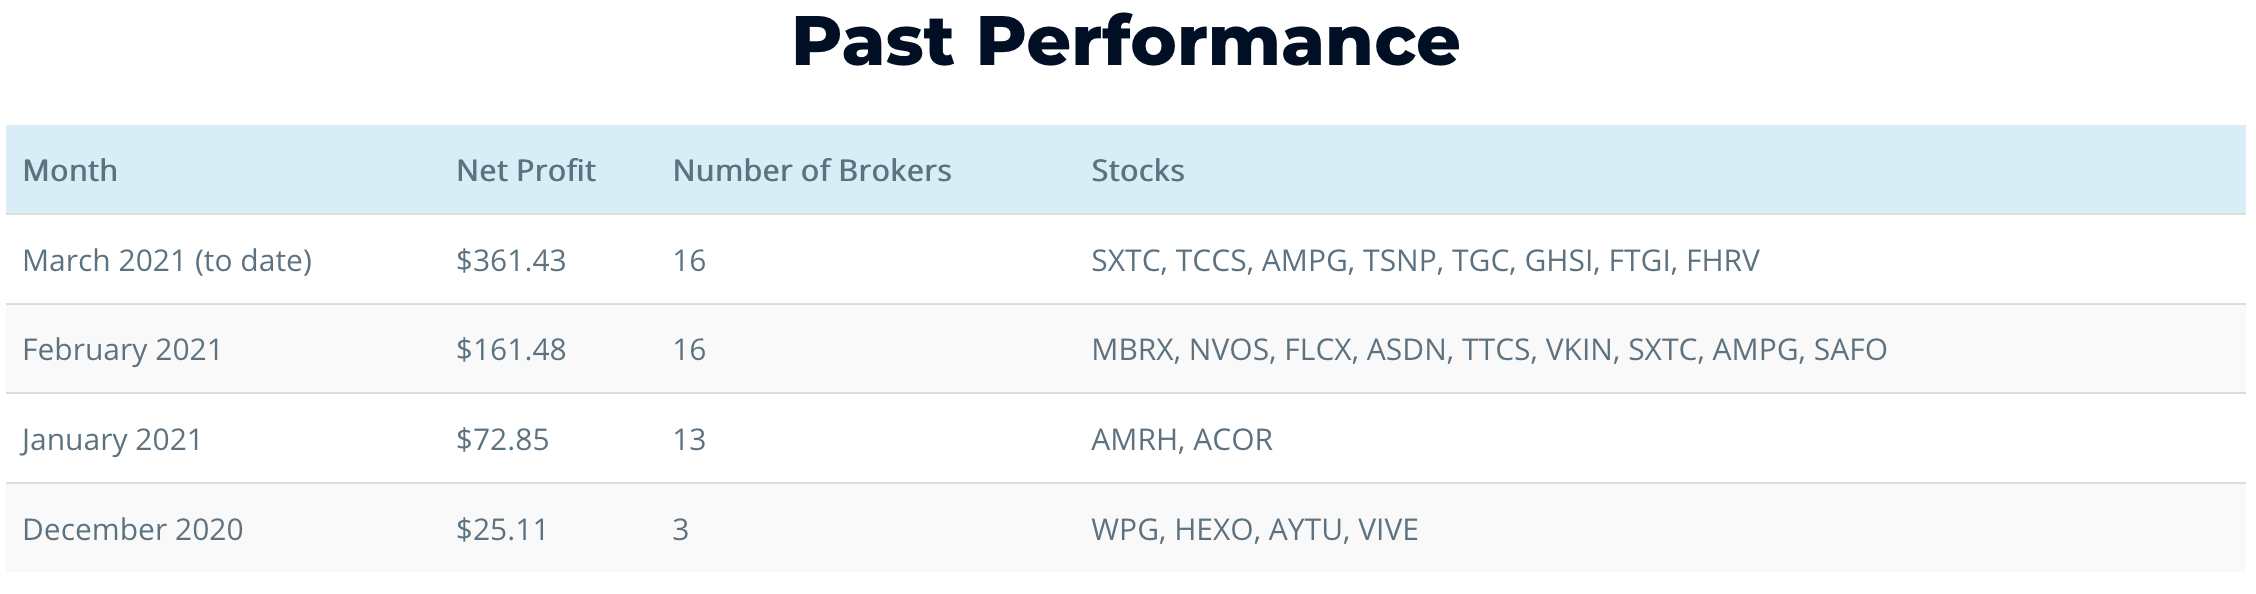 Past Performance
Month Net Profit Number of Brokers Stocks
March 2021 (to date) $361.43 16 SXTC, TCCS, AMPG, TSNP, TGC, GHSI, FTGI, FHRV
February 2021 $161.48 16 MBRX, NVOS, FLCX, ASDN, TTCS, VKIN, SXTC, AMPG, SAFO
January 2021 $72.85 13 AMRH, ACOR
December 2020 $25.11 3 WPG, HEXO, AYTU, VIVE